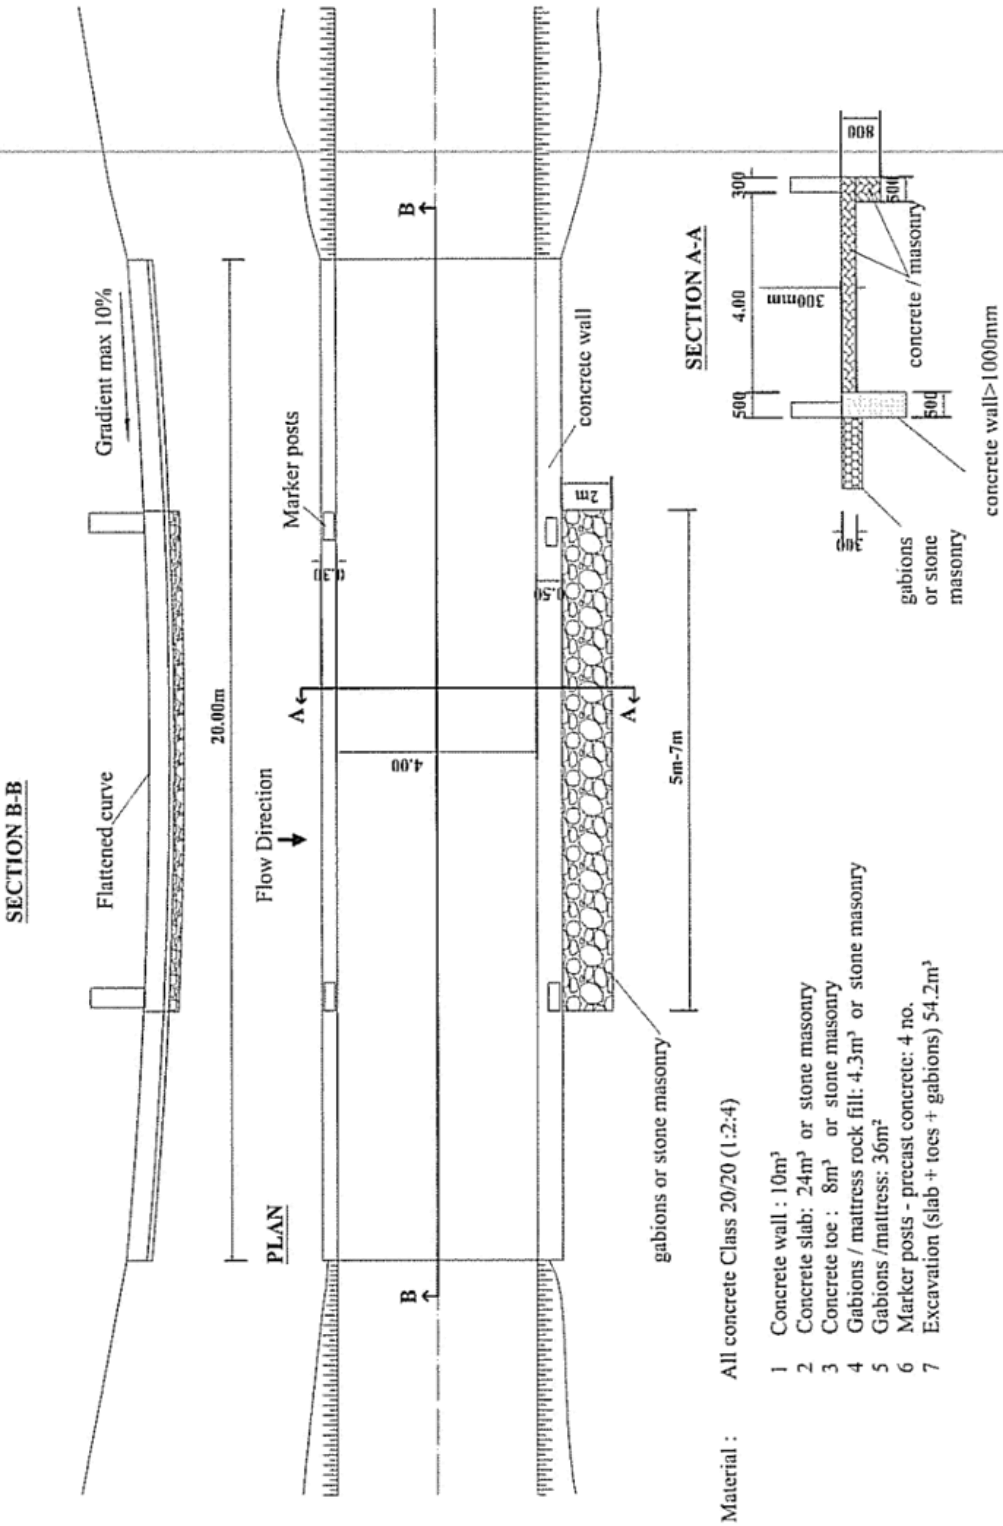 SECTION B-B
Flattened curve
Gradient max 10%
20.00m
PLAN
Flow Direction
Marker posts
A
B
B
0.30
4.00
0.50
2m
concrete wall
A
5m-7m
gabions or stone masonry
SECTION A-A
500
4.00
300
300mm
800
300
500
500
concrete / masonry
gabions
or stone
masonry
concrete wall>1000mm
Material : All concrete Class 20/20 (1:2:4)
1 Concrete wall : 10m³
2 Concrete slab: 24m³ or stone masonry
3 Concrete toe : 8m³ or stone masonry
4 Gabions / mattress rock fill: 4.3m³ or stone masonry
5 Gabions /mattress: 36m²
6 Marker posts - precast concrete: 4 no.
7 Excavation (slab + toes + gabions) 54.2m³